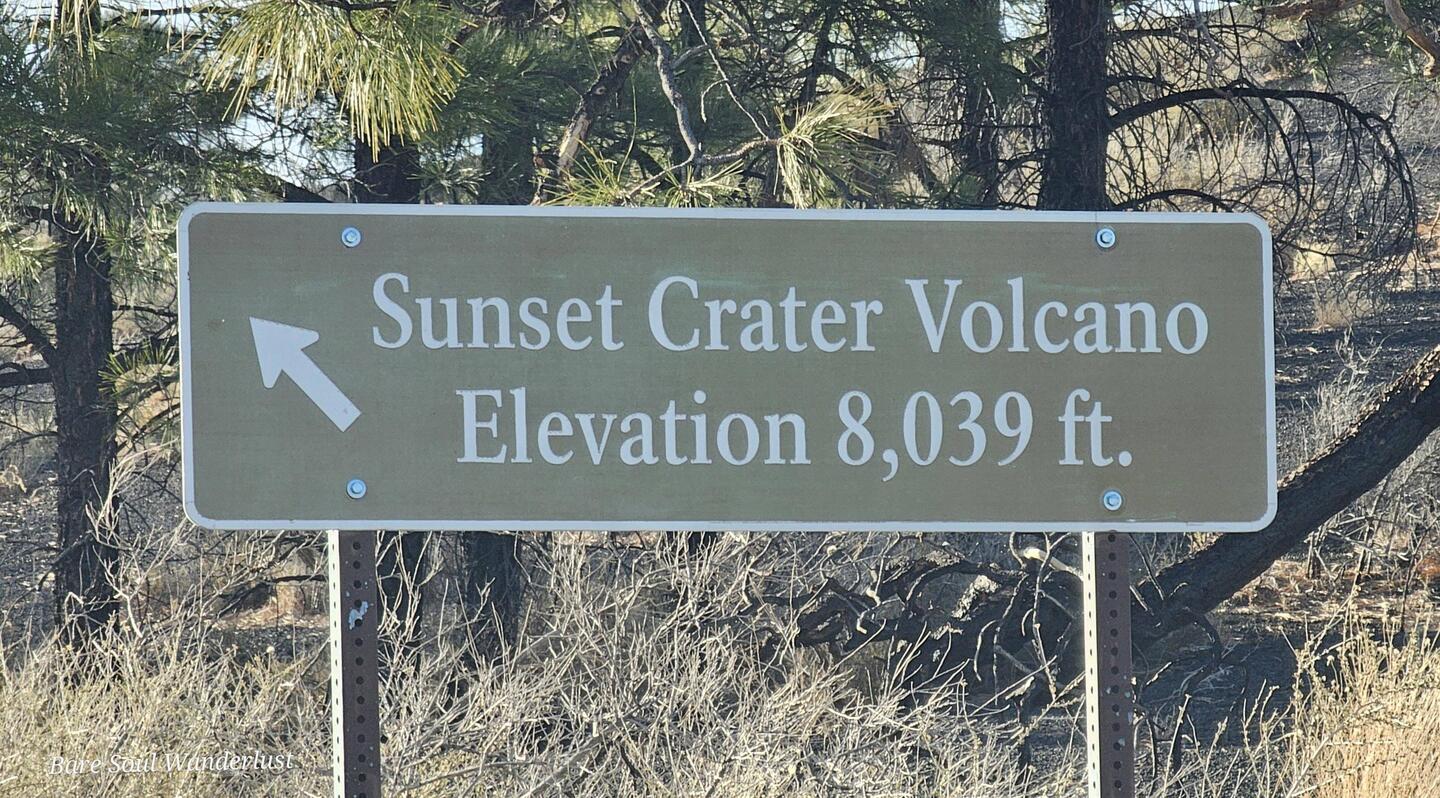 Sunset Crater Volcano
Elevation 8,039 ft.
Bare Soul Wanderlust